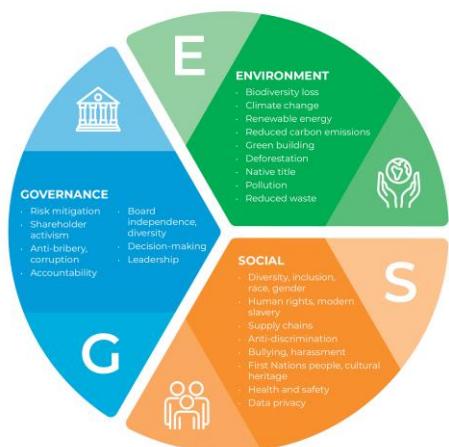 E
ENVIRONMENT
· Biodiversity loss
· Climate change
· Renewable energy
· Reduced carbon emissions
· Green building
· Deforestation
· Native title
· Pollution
· Reduced waste
GOVERNANCE
· Risk mitigation
· Shareholder
activism
· Anti-bribery,
corruption
· Accountability
· Board
independence,
diversity
· Decision-making
· Leadership
G
SOCIAL
· Diversity, inclusion,
race, gender
· Human rights, modern
slavery
· Supply chains
· Anti-discrimination
· Bullying, harassment
· First Nations people, cultural
heritage
· Health and safety
· Data privacy
S